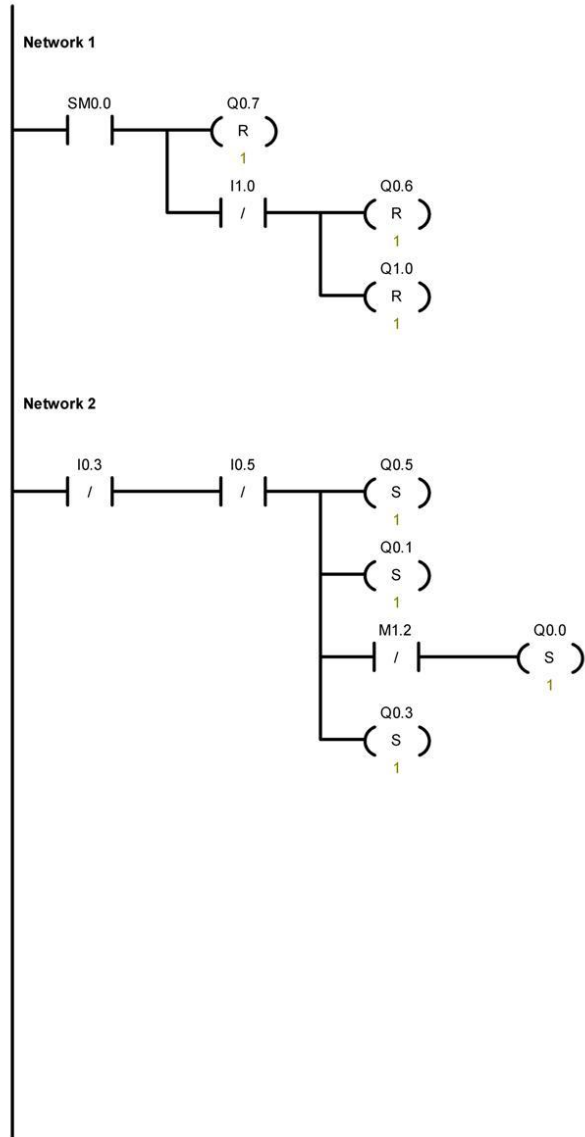 Network 1
SM0.0 Q0.7
R
1
I1.0 Q0.6
/ R
1
Q1.0
R
1
Network 2
I0.3 I0.5 Q0.5
/ / S
1
Q0.1
S
1
M1.2 Q0.0
/ S
1
Q0.3
S
1